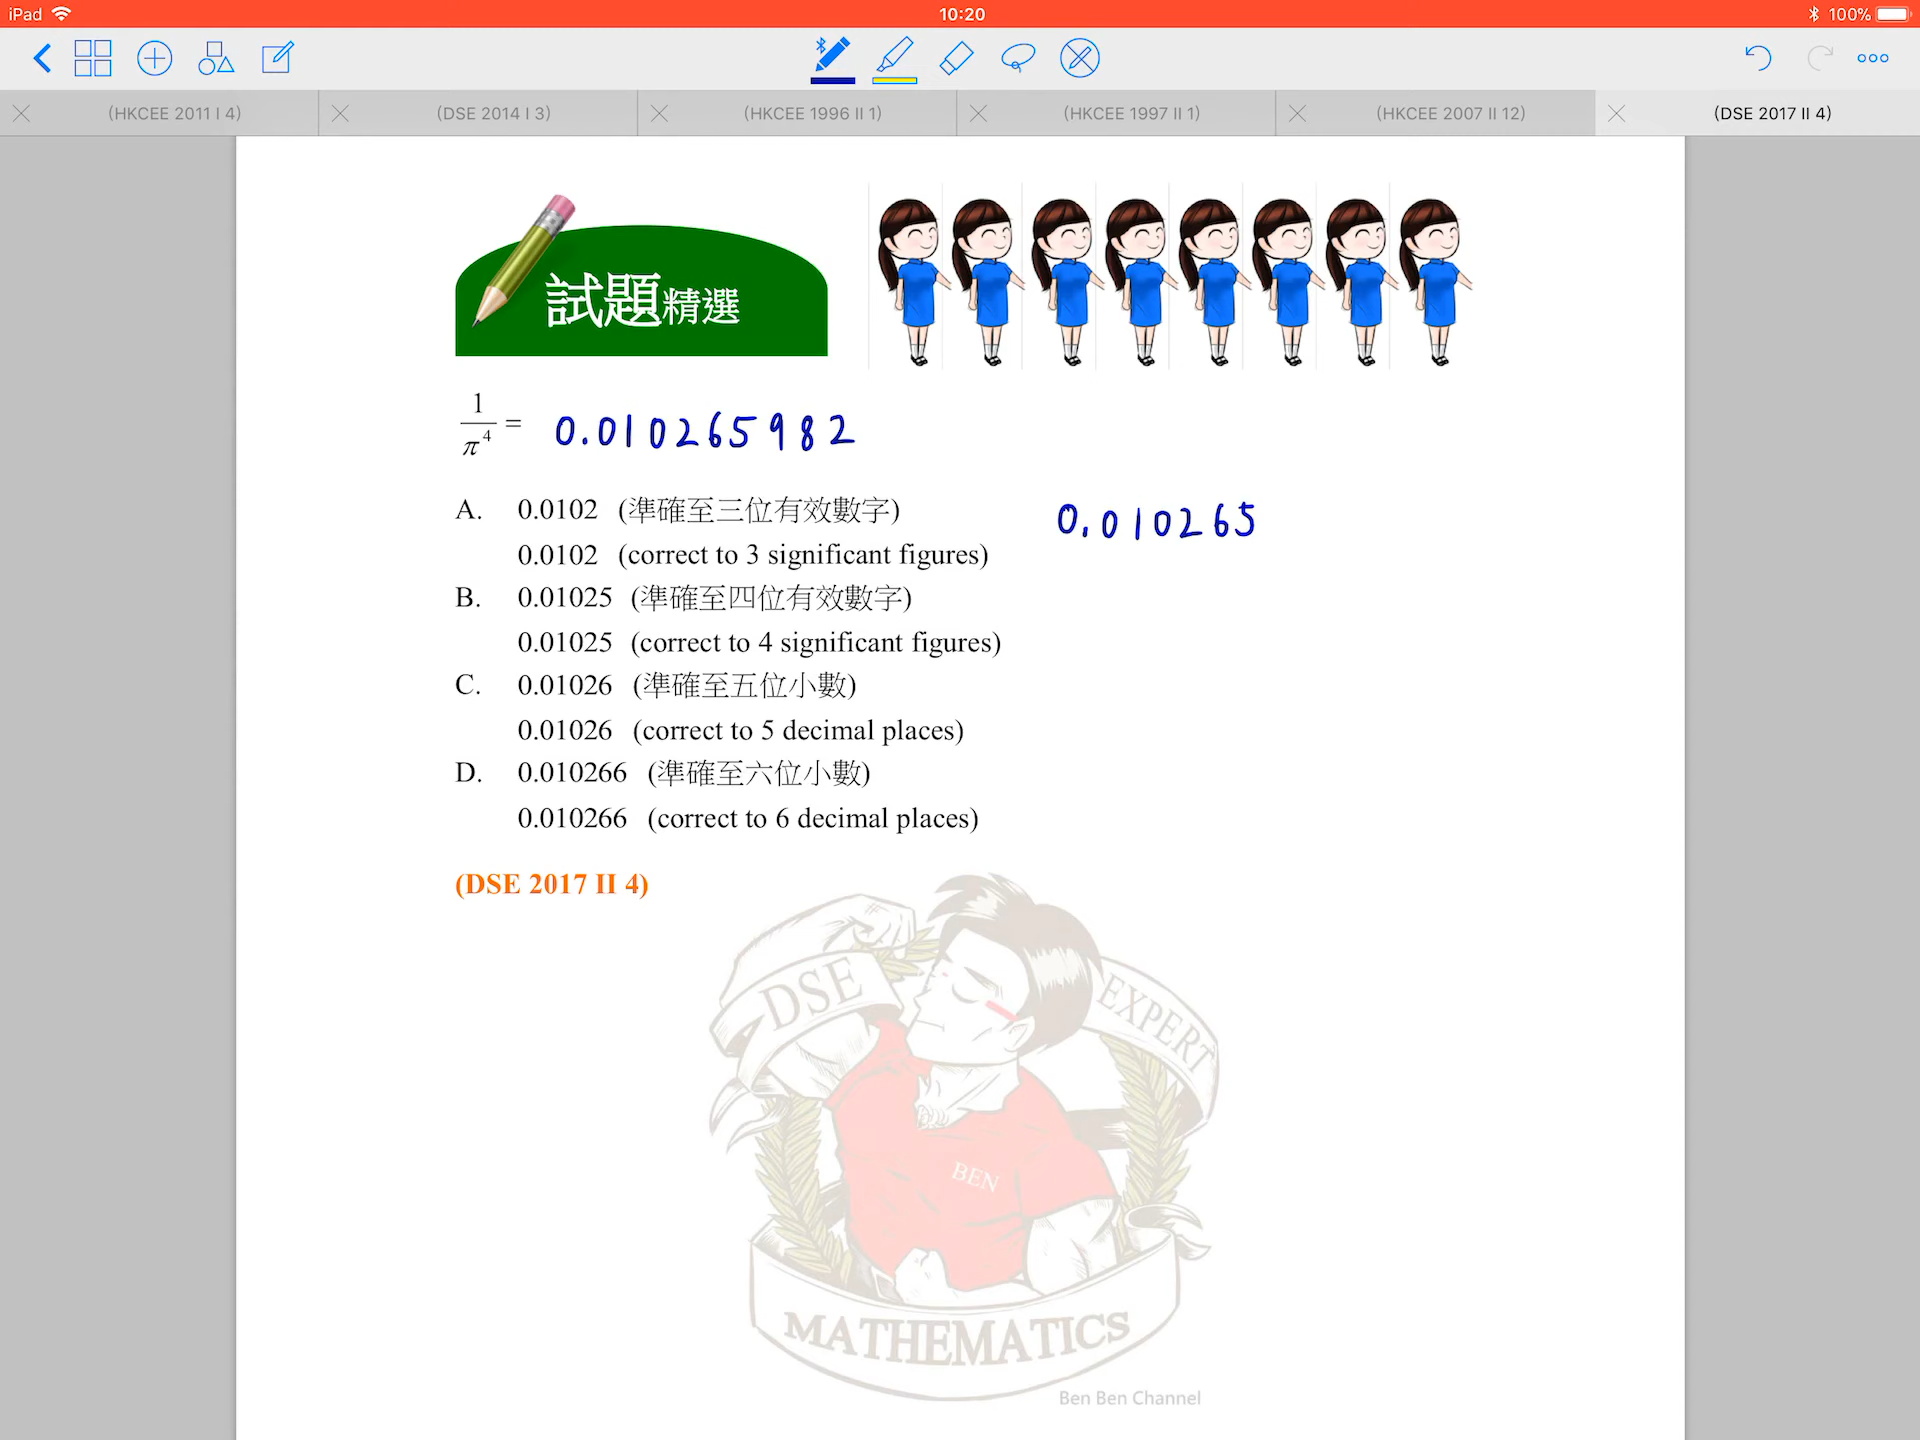 iPad 10:20 100%
(HKCEE 2011 I 4) (DSE 2014 I 3) (HKCEE 1996 II 1) (HKCEE 1997 II 1) (HKCEE 2007 II 12) (DSE 2017 II 4)
試題精選
1/π^4 = 0.010265982
A. 0.0102 (準確至三位有效數字) 0.010265
0.0102 (correct to 3 significant figures)
B. 0.01025 (準確至四位有效數字)
0.01025 (correct to 4 significant figures)
C. 0.01026 (準確至五位小數)
0.01026 (correct to 5 decimal places)
D. 0.010266 (準確至六位小數)
0.010266 (correct to 6 decimal places)
(DSE 2017 II 4)
DSE EXPERT
BEN
MATHEMATICS
Ben Ben Channel